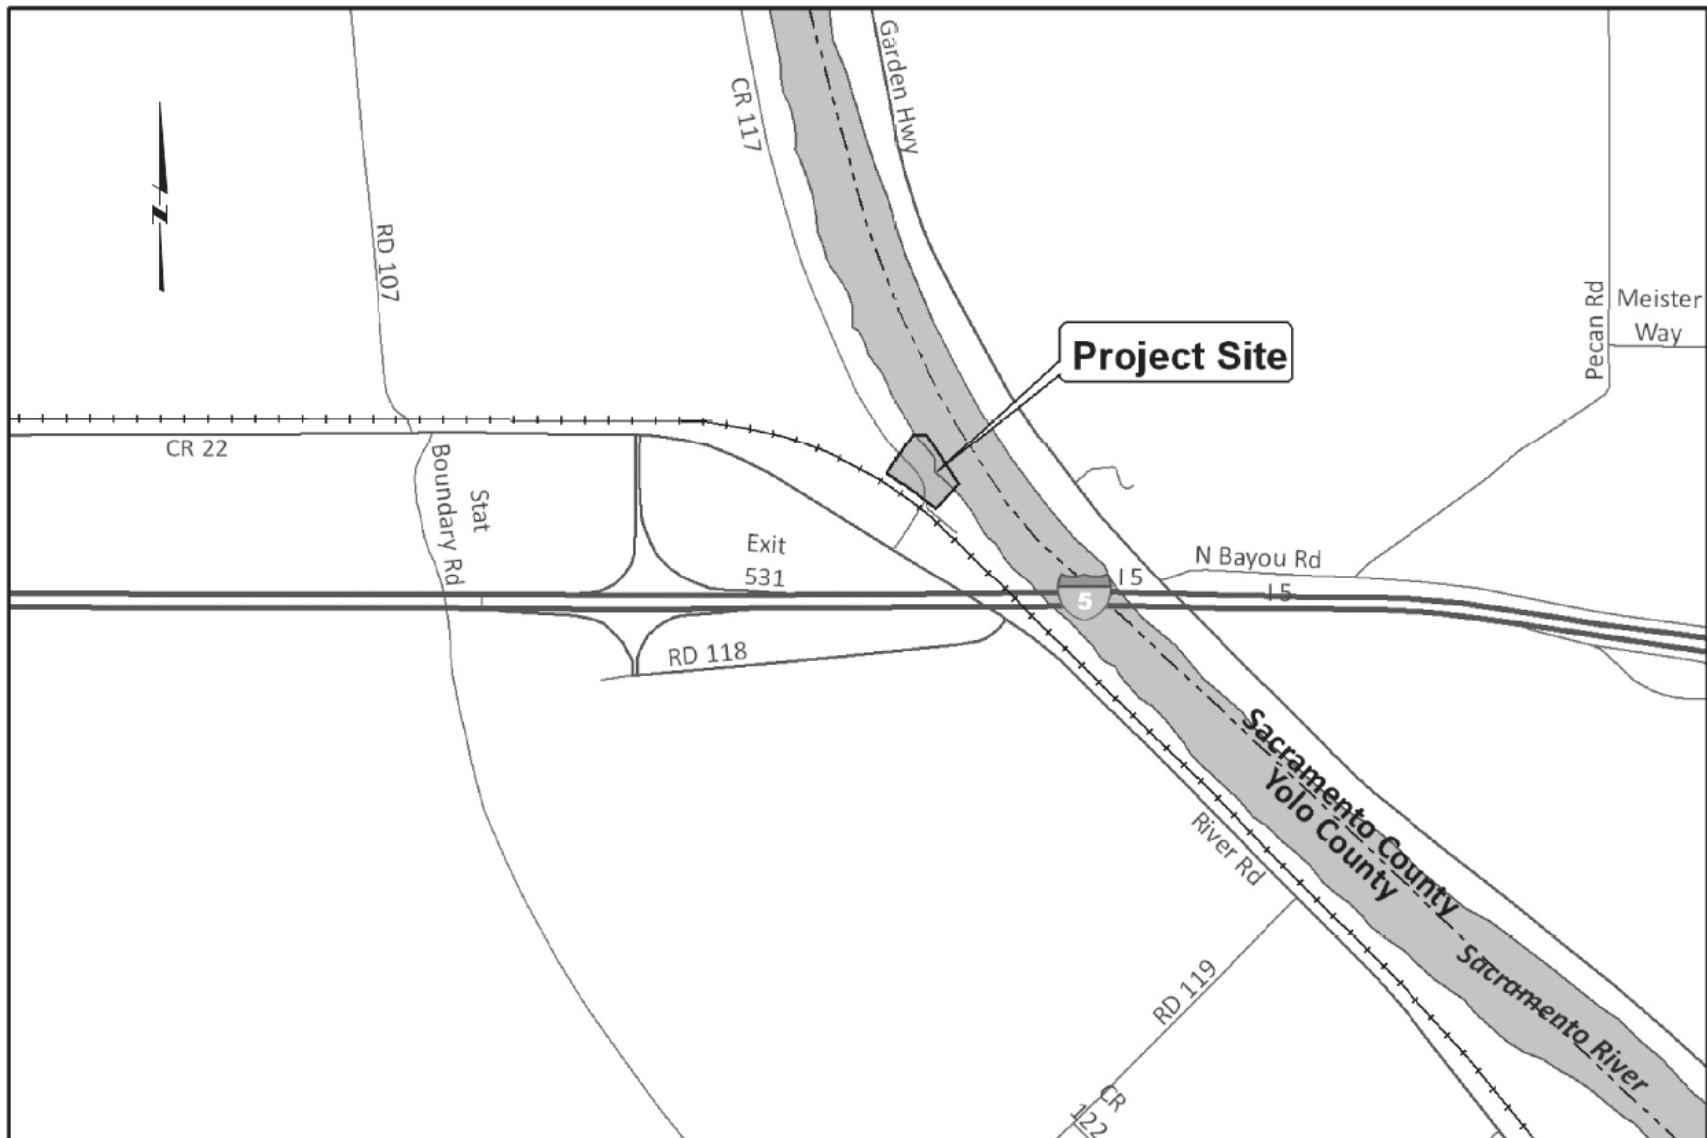 Garden Hwy
CR 117
RD 107
N
Pecan Rd
Meister
Way
Project Site
CR 22
Stat
Boundary Rd
Exit
531
N Bayou Rd
I 5
I 5
5
RD 118
Sacramento County
Yolo County
River Rd
Sacramento River
RD 119
CR
122